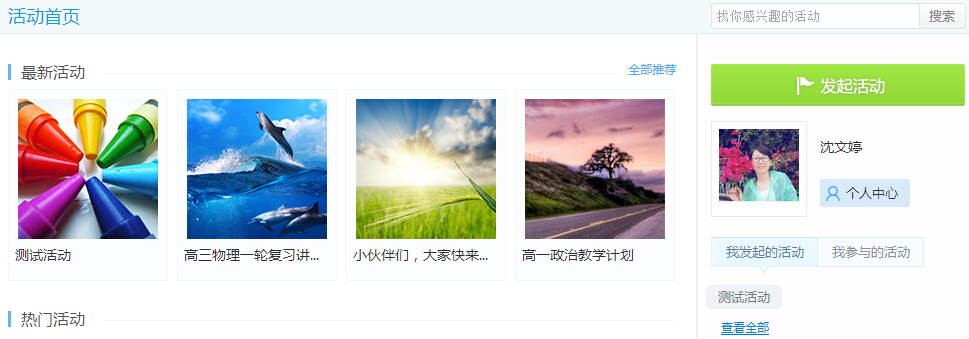 活动首页
找你感兴趣的活动
搜索
最新活动
全部推荐
测试活动
高三物理一轮复习讲...
小伙伴们，大家快来...
高一政治教学计划
热门活动
发起活动
沈文婷
个人中心
我发起的活动
我参与的活动
测试活动
查看全部